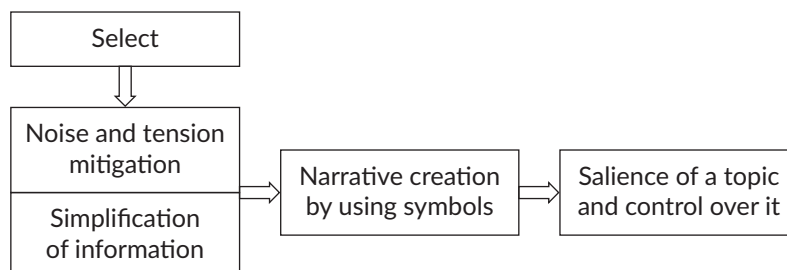 Select
Noise and tension
mitigation
Simplification
of information
Narrative creation
by using symbols
Salience of a topic
and control over it